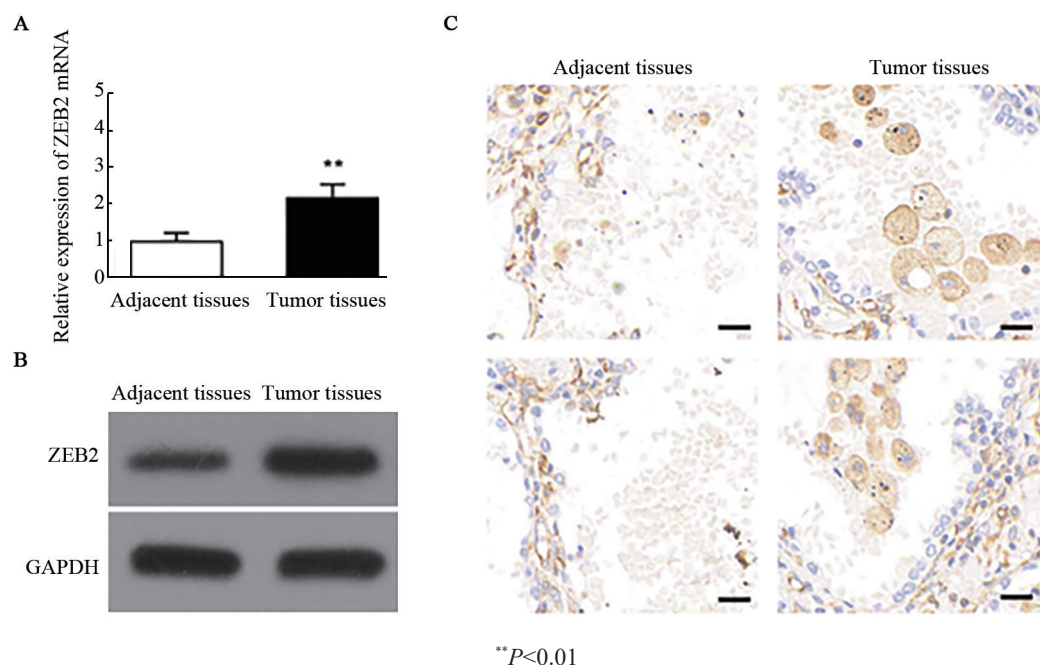 A
Relative expression of ZEB2 mRNA
5
4
3
2
1
0
**
Adjacent tissues Tumor tissues
B
Adjacent tissues Tumor tissues
ZEB2
GAPDH
C
Adjacent tissues Tumor tissues
**P<0.01